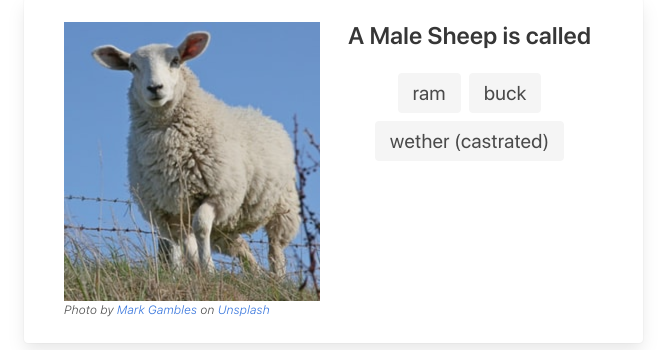 A Male Sheep is called
ram buck
wether (castrated)
Photo by Mark Gambles on Unsplash